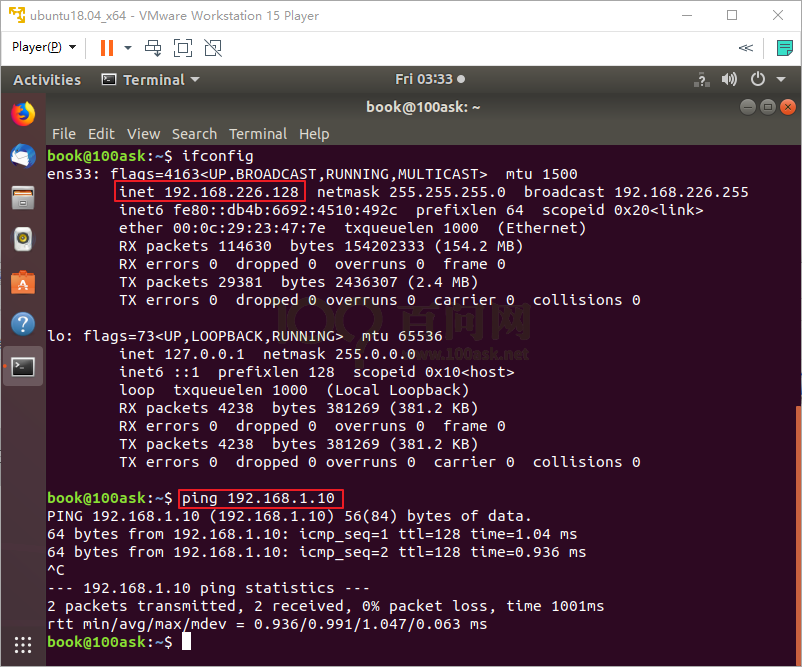 ubuntu18.04_x64 - VMware Workstation 15 Player
Player(P)
Activities Terminal Fri 03:33
book@100ask: ~
File Edit View Search Terminal Help
book@100ask:~$ ifconfig
ens33: flags=4163<UP,BROADCAST,RUNNING,MULTICAST>  mtu 1500
        inet 192.168.226.128  netmask 255.255.255.0  broadcast 192.168.226.255
        inet6 fe80::db4b:6692:4510:492c  prefixlen 64  scopeid 0x20<link>
        ether 00:0c:29:23:47:7e  txqueuelen 1000  (Ethernet)
        RX packets 114630  bytes 154202333 (154.2 MB)
        RX errors 0  dropped 0  overruns 0  frame 0
        TX packets 29381  bytes 2436307 (2.4 MB)
        TX errors 0  dropped 0 overruns 0  carrier 0  collisions 0
100 百问网
www.100ask.net
lo: flags=73<UP,LOOPBACK,RUNNING>  mtu 65536
        inet 127.0.0.1  netmask 255.0.0.0
        inet6 ::1  prefixlen 128  scopeid 0x10<host>
        loop  txqueuelen 1000  (Local Loopback)
        RX packets 4238  bytes 381269 (381.2 KB)
        RX errors 0  dropped 0  overruns 0  frame 0
        TX packets 4238  bytes 381269 (381.2 KB)
        TX errors 0  dropped 0 overruns 0  carrier 0  collisions 0
book@100ask:~$ ping 192.168.1.10
PING 192.168.1.10 (192.168.1.10) 56(84) bytes of data.
64 bytes from 192.168.1.10: icmp_seq=1 ttl=128 time=1.04 ms
64 bytes from 192.168.1.10: icmp_seq=2 ttl=128 time=0.936 ms
^C
--- 192.168.1.10 ping statistics ---
2 packets transmitted, 2 received, 0% packet loss, time 1001ms
rtt min/avg/max/mdev = 0.936/0.991/1.047/0.063 ms
book@100ask:~$